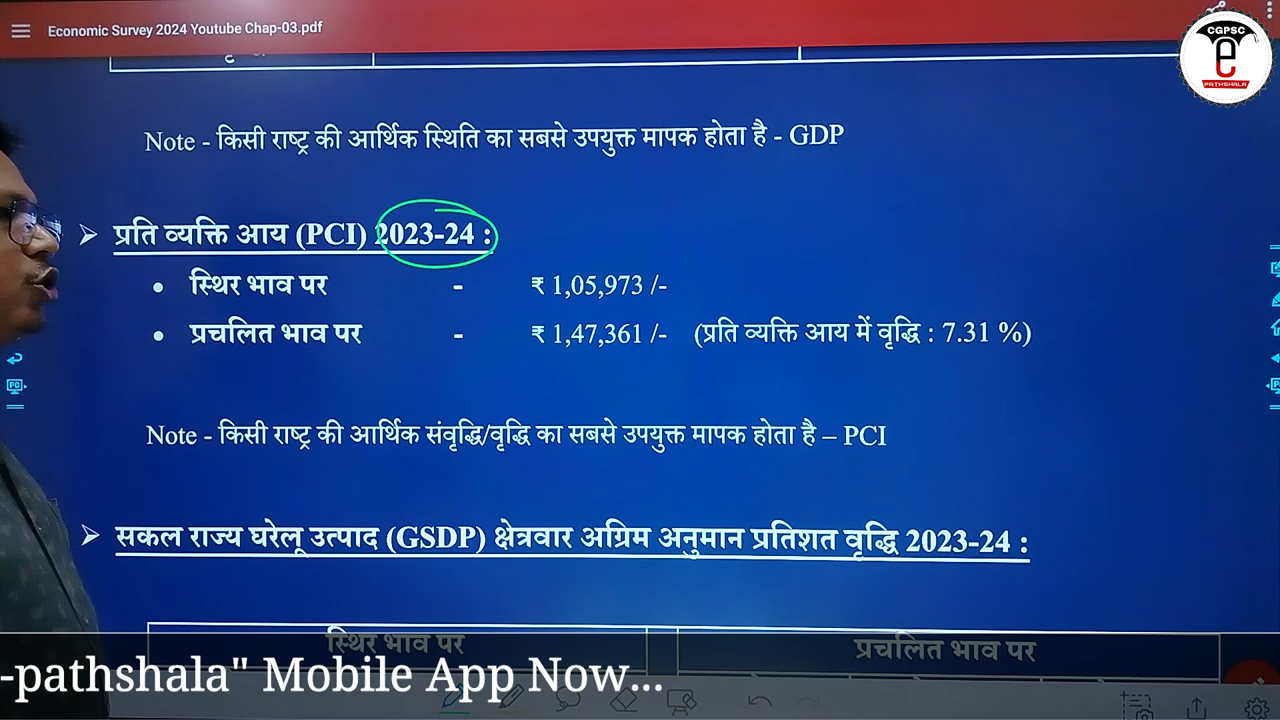 Economic Survey 2024 Youtube Chap-03.pdf
CGPSC
e
PATHSHALA
Note - किसी राष्ट्र की आर्थिक स्थिति का सबसे उपयुक्त मापक होता है - GDP
प्रति व्यक्ति आय (PCI) 2023-24 :
• स्थिर भाव पर - ₹ 1,05,973 /-
• प्रचलित भाव पर - ₹ 1,47,361 /- (प्रति व्यक्ति आय में वृद्धि : 7.31 %)
Note - किसी राष्ट्र की आर्थिक संवृद्धि/वृद्धि का सबसे उपयुक्त मापक होता है – PCI
सकल राज्य घरेलू उत्पाद (GSDP) क्षेत्रवार अग्रिम अनुमान प्रतिशत वृद्धि 2023-24 :
स्थिर भाव पर प्रचलित भाव पर
-pathshala" Mobile App Now...